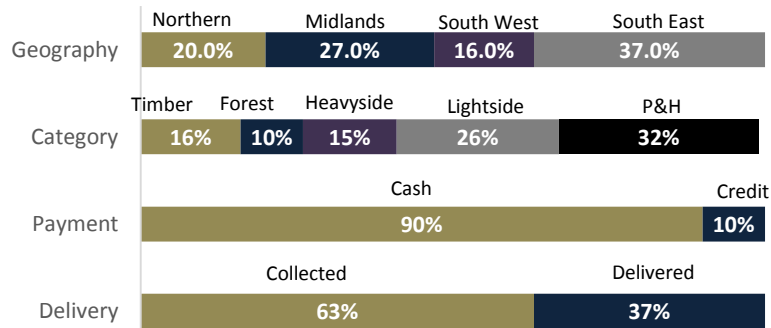 Northern Midlands South West South East
Geography 20.0% 27.0% 16.0% 37.0%
Timber Forest Heavyside Lightside P&H
Category 16% 10% 15% 26% 32%
Cash Credit
Payment 90% 10%
Collected Delivered
Delivery 63% 37%